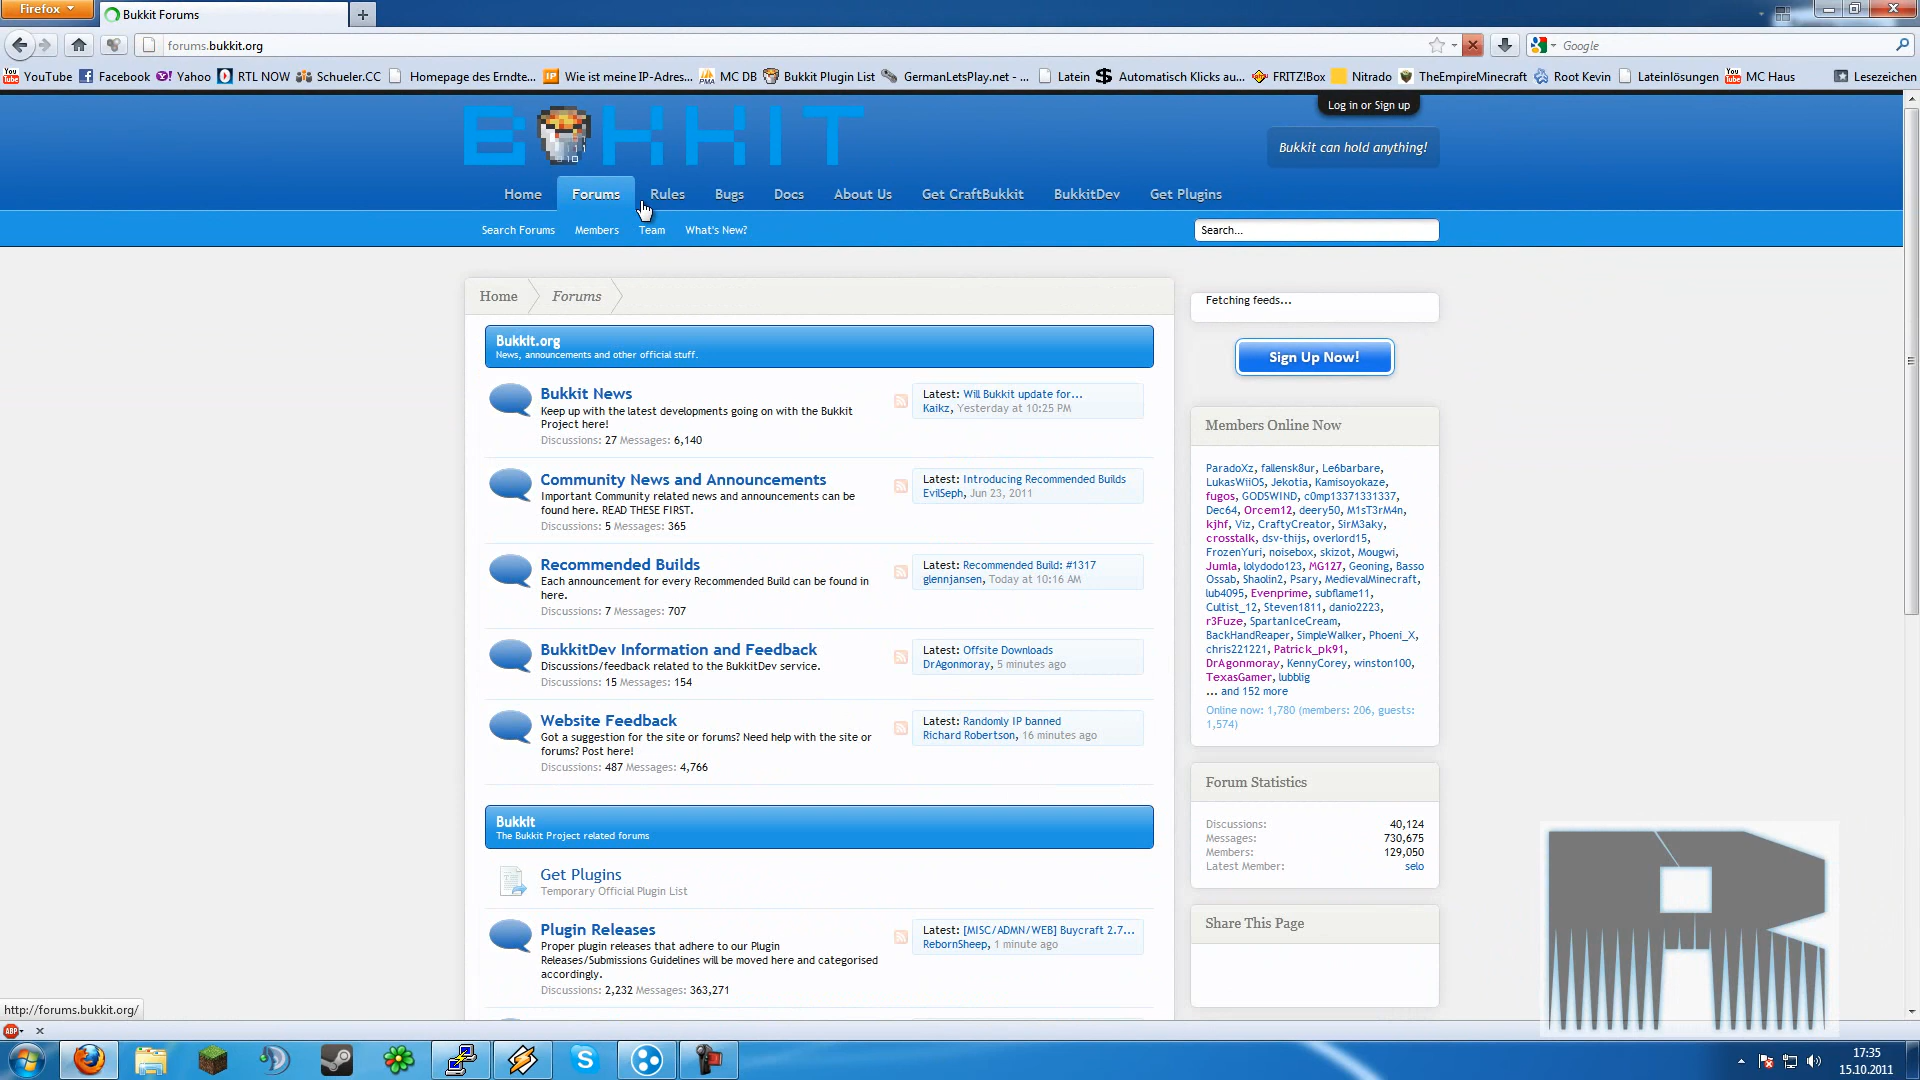 Firefox
Bukkit Forums
forums.bukkit.org
Google
YouTube
Facebook
Yahoo
RTL NOW
Schueler.CC
Homepage des Erndte...
Wie ist meine IP-Adres...
MC DB
Bukkit Plugin List
GermanLetsPlay.net - ...
Latein
Automatisch Klicks au...
FRITZ!Box
Nitrado
TheEmpireMinecraft
Root Kevin
Lateinlösungen
MC Haus
Lesezeichen
Log in or Sign up
BUKKIT
Bukkit can hold anything!
Home
Forums
Rules
Bugs
Docs
About Us
Get CraftBukkit
BukkitDev
Get Plugins
Search Forums
Members
Team
What's New?
Search...
Home
Forums
Bukkit.org
News, announcements and other official stuff.
Bukkit News
Keep up with the latest developments going on with the Bukkit
Project here!
Discussions: 27 Messages: 6,140
Latest: Will Bukkit update for...
Kaikz, Yesterday at 10:25 PM
Community News and Announcements
Important Community related news and announcements can be
found here. READ THESE FIRST.
Discussions: 5 Messages: 365
Latest: Introducing Recommended Builds
EvilSeph, Jun 23, 2011
Recommended Builds
Each announcement for every Recommended Build can be found in
here.
Discussions: 7 Messages: 707
Latest: Recommended Build: #1317
glennjansen, Today at 10:16 AM
BukkitDev Information and Feedback
Discussions/feedback related to the BukkitDev service.
Discussions: 15 Messages: 154
Latest: Offsite Downloads
DrAgonmoray, 5 minutes ago
Website Feedback
Got a suggestion for the site or forums? Need help with the site or
forums? Post here!
Discussions: 487 Messages: 4,766
Latest: Randomly IP banned
Richard Robertson, 16 minutes ago
Bukkit
The Bukkit Project related forums
Get Plugins
Temporary Official Plugin List
Plugin Releases
Proper plugin releases that adhere to our Plugin
Releases/Submissions Guidelines will be moved here and categorised
accordingly.
Discussions: 2,232 Messages: 363,271
Latest: [MISC/ADMN/WEB] Buycraft 2.7...
RebornSheep, 1 minute ago
Fetching feeds...
Sign Up Now!
Members Online Now
ParadoXz, fallensk8ur, Le6barbare,
LukasWiiOS, Jekotia, Kamisoyokaze,
fugos, GODSWIND, c0mp13371331337,
Dec64, Orcem12, deery50, M1sT3rM4n,
kjhf, Viz, CraftyCreator, SirM3aky,
crosstalk, dsv-thijs, overlord15,
FrozenYuri, noisebox, skizot, Mougwi,
Jumla, lolydodo123, MG127, Geoning, Basso
Ossab, Shaolin2, Psary, MedievalMinecraft,
lub4095, Evenprime, subflame11,
Cultist_12, Steven1811, danio2223,
r3Fuze, SpartanIceCream,
BackHandReaper, SimpleWalker, Phoeni_X,
chris221221, Patrick_pk91,
DrAgonmoray, KennyCorey, winston100,
TexasGamer, lubblig
... and 152 more
Online now: 1,780 (members: 206, guests:
1,574)
Forum Statistics
Discussions: 40,124
Messages: 730,675
Members: 129,050
Latest Member: selo
Share This Page
http://forums.bukkit.org/
ABP
17:35
15.10.2011